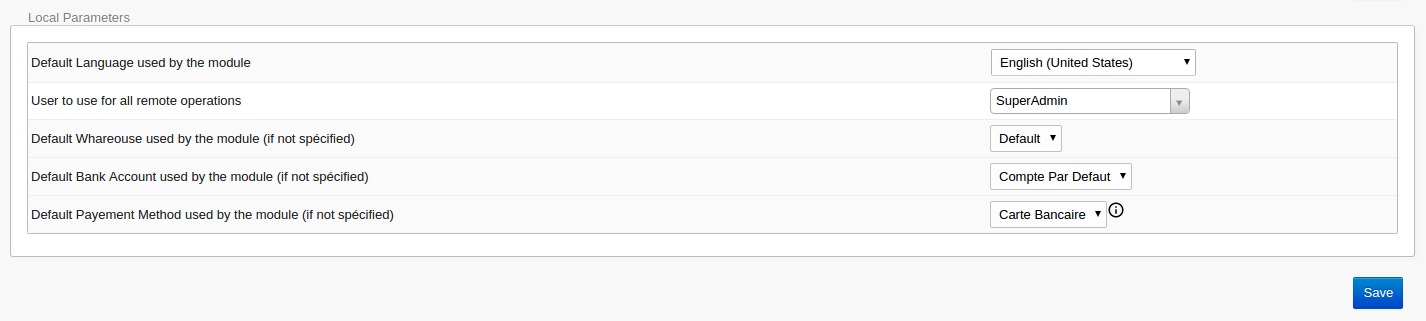 Local Parameters
Default Language used by the module English (United States)
User to use for all remote operations SuperAdmin
Default Whareouse used by the module (if not spécified) Default
Default Bank Account used by the module (if not spécified) Compte Par Defaut
Default Payement Method used by the module (if not spécified) Carte Bancaire
Save